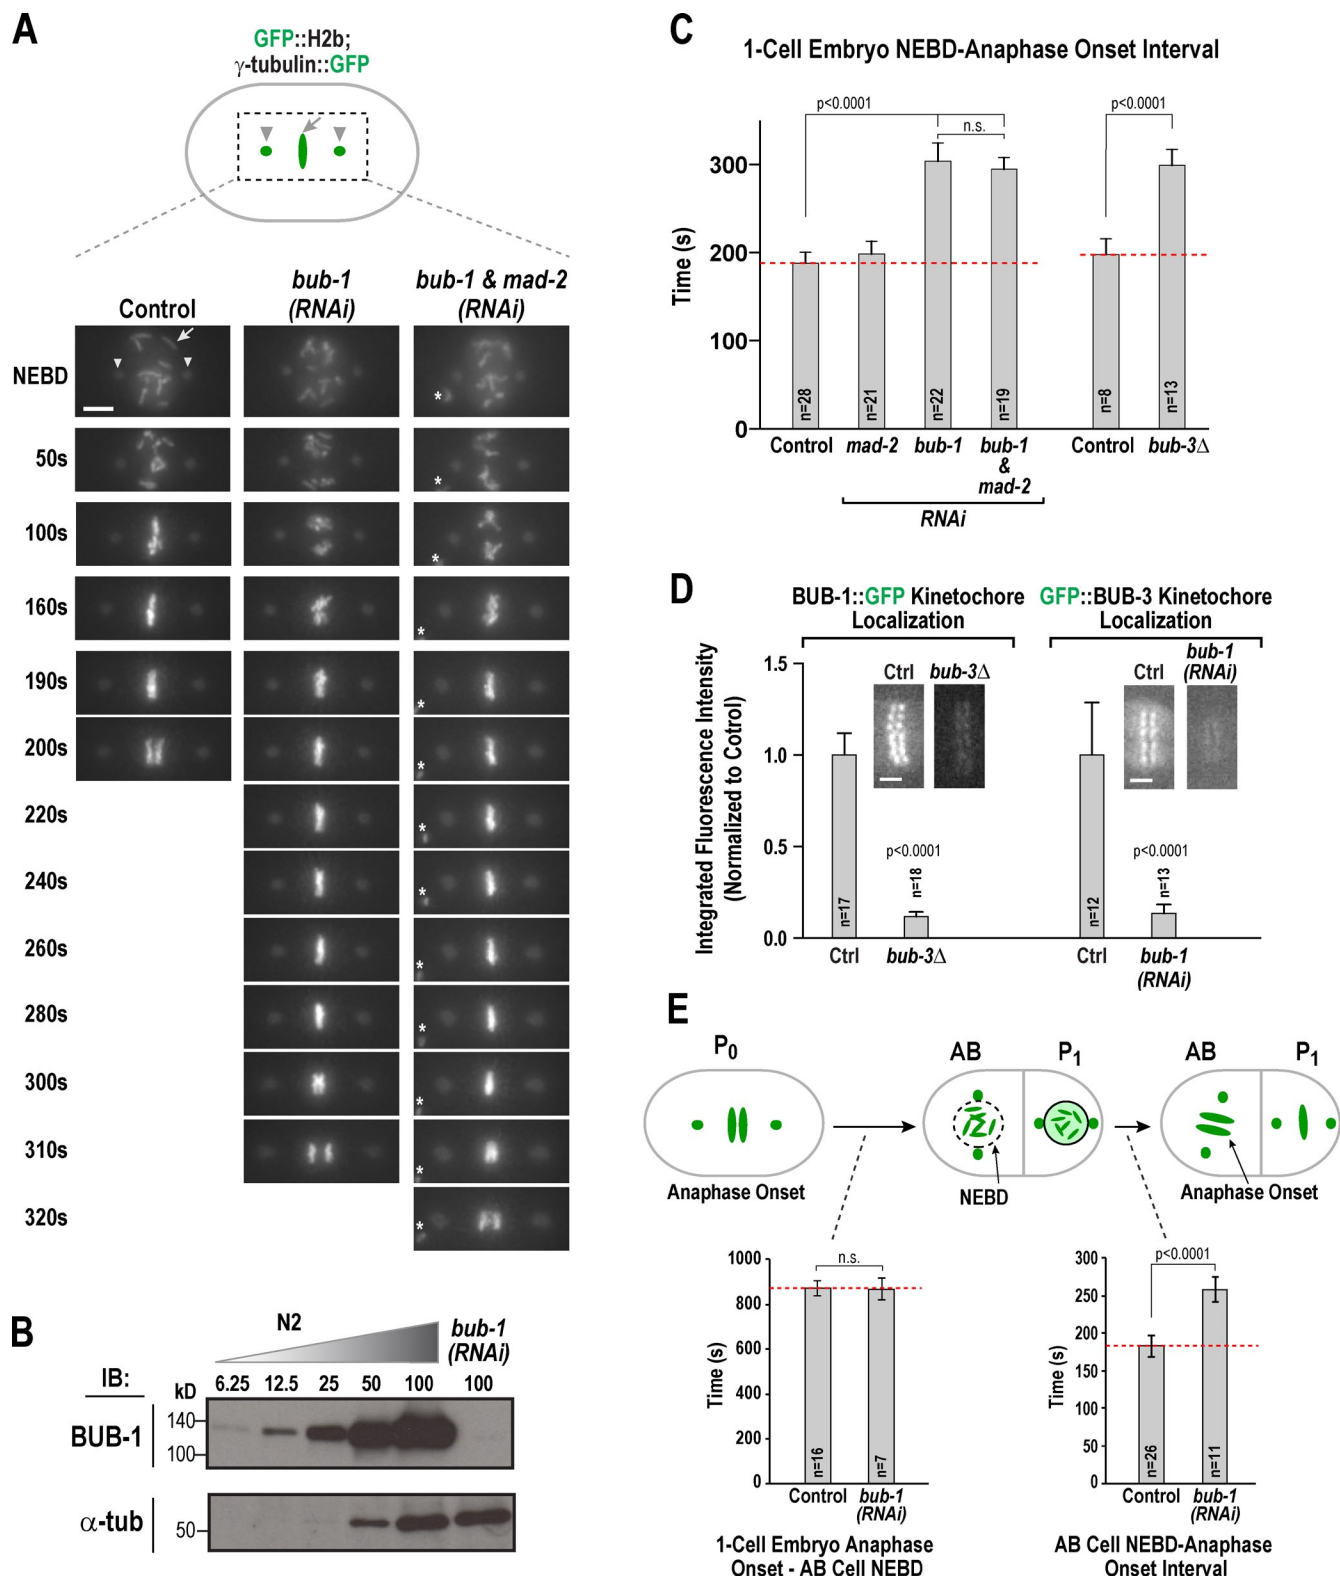 A
GFP::H2b;
γ-tubulin::GFP
Control
bub-1
(RNAi)
bub-1 & mad-2
(RNAi)
NEBD
*
50s
*
100s
*
160s
*
190s
*
200s
*
220s
*
240s
*
260s
*
280s
*
300s
*
310s
*
320s
*
B
N2
bub-1
(RNAi)
IB:
kD
6.25 12.5 25 50 100 100
BUB-1
140
100
α-tub
50
C
1-Cell Embryo NEBD-Anaphase Onset Interval
p<0.0001
n.s.
p<0.0001
Time (s)
300
200
100
0
n=28
n=21
n=22
n=19
n=8
n=13
Control
mad-2
bub-1
bub-1
&
mad-2
Control
bub-3Δ
RNAi
D
BUB-1::GFP Kinetochore
Localization
GFP::BUB-3 Kinetochore
Localization
Integrated Fluorescence Intensity
(Normalized to Cotrol)
1.5
1.0
0.5
0.0
Ctrl
bub-3Δ
Ctrl
bub-1
(RNAi)
p<0.0001
p<0.0001
n=17
n=18
n=12
n=13
Ctrl
bub-3Δ
Ctrl
bub-1
(RNAi)
E
P0
AB
P1
AB
P1
Anaphase Onset
NEBD
Anaphase Onset
1000
800
600
400
200
0
Time (s)
n.s.
n=16
n=7
Control
bub-1
(RNAi)
1-Cell Embryo Anaphase
Onset - AB Cell NEBD
300
250
200
150
100
50
0
Time (s)
p<0.0001
n=26
n=11
Control
bub-1
(RNAi)
AB Cell NEBD-Anaphase
Onset Interval